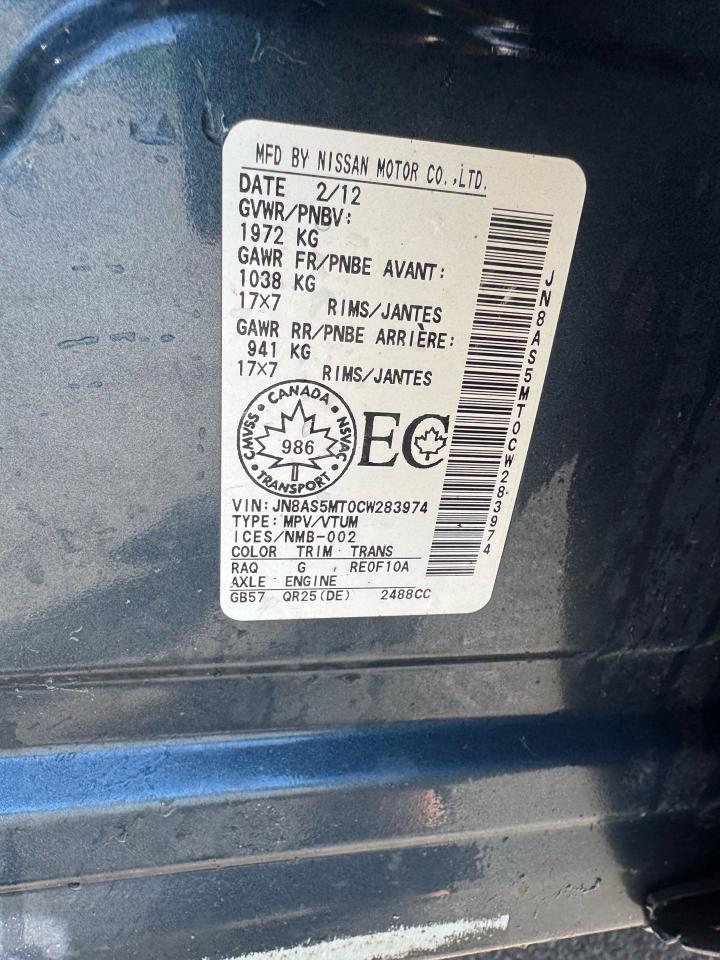 MFD BY NISSAN MOTOR CO.,LTD.
DATE 2/12
GVWR/PNBV:
1972 KG
GAWR FR/PNBE AVANT:
1038 KG
17X7 RIMS/JANTES
GAWR RR/PNBE ARRIÈRE:
941 KG
17X7 RIMS/JANTES
CANADA
CMVSS NSVAC
986
TRANSPORT
EC
VIN: JN8AS5MT0CW283974
TYPE: MPV/VTUM
ICES/NMB-002
COLOR TRIM TRANS
RAQ G RE0F10A
AXLE ENGINE
GB57 QR25(DE) 2488CC
JN8AS5MT0CW283974